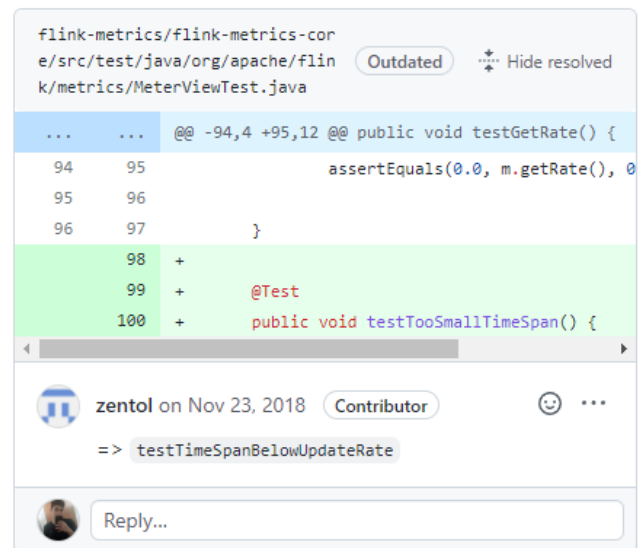 flink-metrics/flink-metrics-cor
e/src/test/java/org/apache/flin
k/metrics/MeterViewTest.java
Outdated
Hide resolved
... ... @@ -94,4 +95,12 @@ public void testGetRate() {
94 95 assertEquals(0.0, m.getRate(), 0
95 96
96 97 }
98 +
99 + @Test
100 + public void testTooSmallTimeSpan() {
zentol on Nov 23, 2018 Contributor
=> testTimeSpanBelowUpdateRate
Reply...